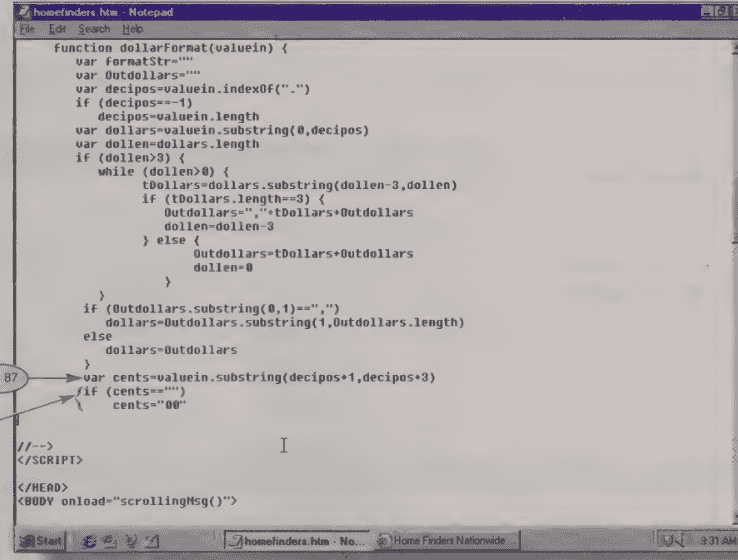 homefinders.htm - Notepad
File Edit Search Help
function dollarFormat(valuein) {
var formatStr=""
var Outdollars=""
var decipos=valuein.indexOf(".")
if (decipos==-1)
decipos=valuein.length
var dollars=valuein.substring(0,decipos)
var dollen=dollars.length
if (dollen>3) {
while (dollen>0) {
tDollars=dollars.substring(dollen-3,dollen)
if (tDollars.length==3) {
Outdollars=","+tDollars+Outdollars
dollen=dollen-3
} else {
Outdollars=tDollars+Outdollars
dollen=0
}
}
if (Outdollars.substring(0,1)==",")
dollars=Outdollars.substring(1,Outdollars.length)
else
dollars=Outdollars
}
87
var cents=valuein.substring(decipos+1,decipos+3)
if (cents=="")
cents="00"
//-->
</SCRIPT>
</HEAD>
<BODY onload="scrollingMsg()">
Start homefinders.htm - No... Home Finders Nationwide ... 9:31 AM